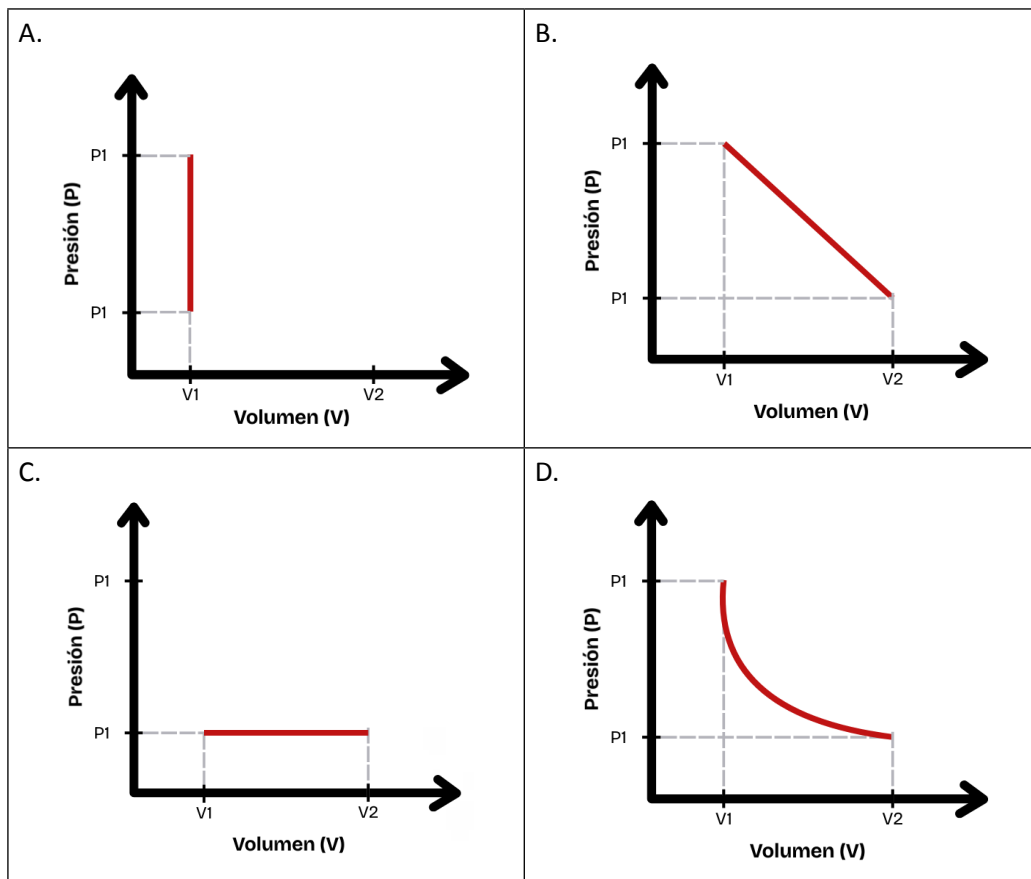 A.
P1
Presión (P)
P1
V1 V2
Volumen (V)
B.
P1
Presión (P)
P1
V1 V2
Volumen (V)
C.
P1
Presión (P)
P1
V1 V2
Volumen (V)
D.
P1
Presión (P)
P1
V1 V2
Volumen (V)